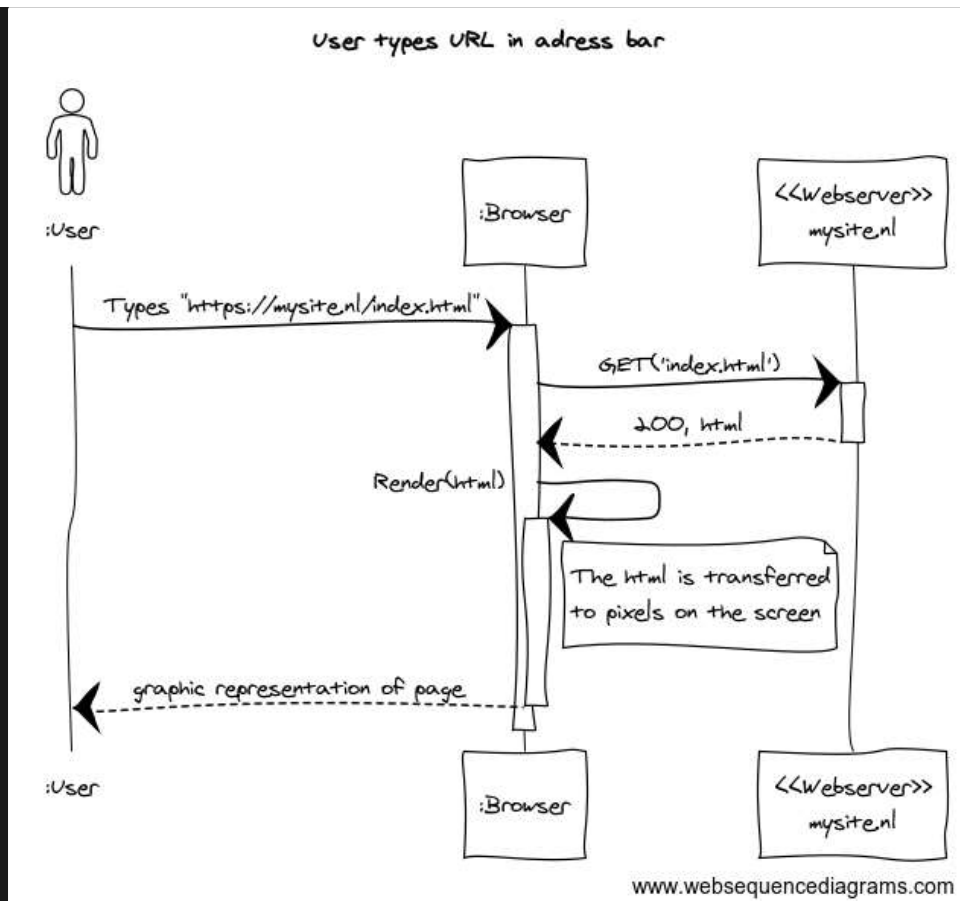 User types URL in adress bar
:User
:Browser
<<Webserver>>
mysite.nl
Types "https://mysite.nl/index.html"
GET('index.html')
200, html
Render(html)
The html is transferred
to pixels on the screen
graphic representation of page
:User
:Browser
<<Webserver>>
mysite.nl
www.websequencediagrams.com